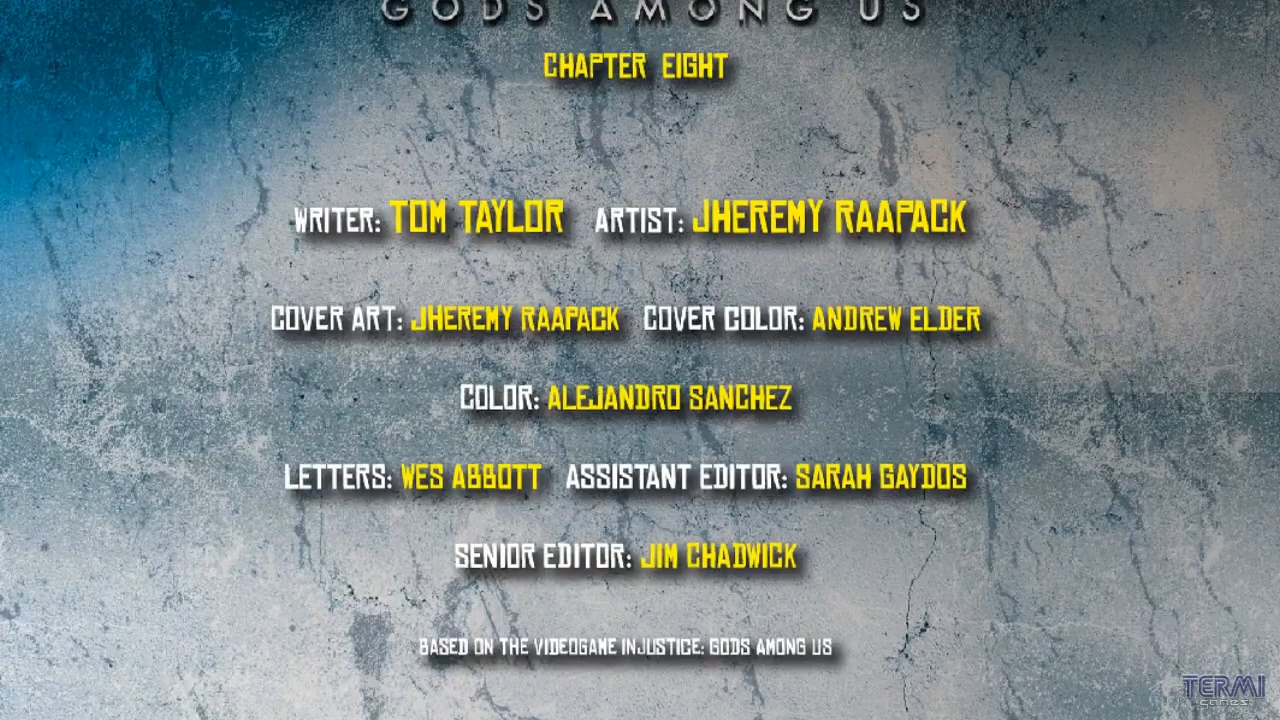 GODS AMONG US
CHAPTER EIGHT
WRITER: TOM TAYLOR ARTIST: JHEREMY RAAPACK
COVER ART: JHEREMY RAAPACK COVER COLOR: ANDREW ELDER
COLOR: ALEJANDRO SANCHEZ
LETTERS: WES ABBOTT ASSISTANT EDITOR: SARAH GAYDOS
SENIOR EDITOR: JIM CHADWICK
BASED ON THE VIDEOGAME INJUSTICE: GODS AMONG US
TERMI
games